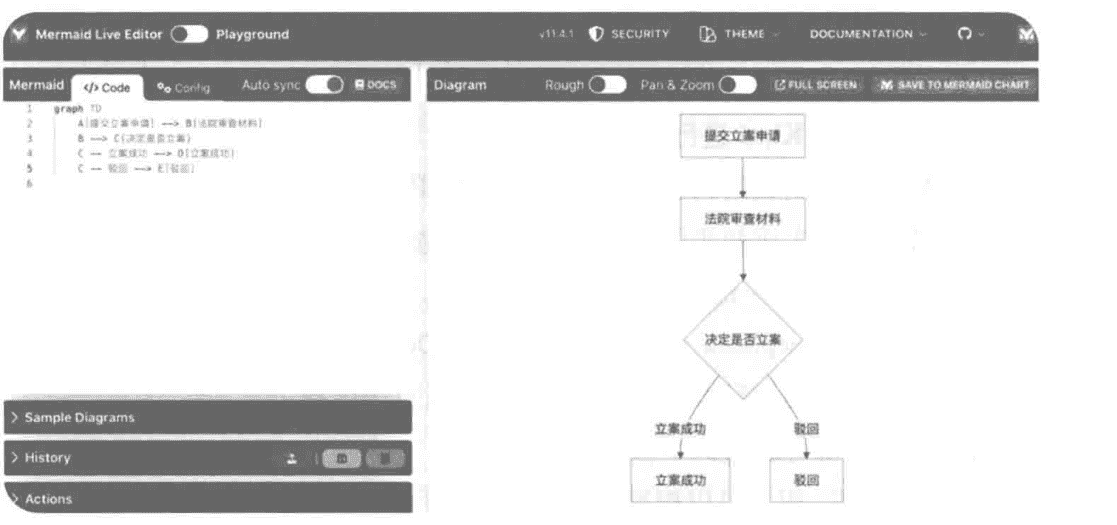 Mermaid Live Editor Playground v11.4.1 SECURITY THEME DOCUMENTATION
Mermaid </> Code Config Auto sync DOCS
1 graph TD
2 A[提交立案申请] --> B[法院审查材料]
3 B --> C{决定是否立案}
4 C -- 立案成功 --> D[立案成功]
5 C -- 驳回 --> E[驳回]
6
Sample Diagrams
History
Actions
Diagram Rough Pan & Zoom FULL SCREEN SAVE TO MERMAID CHART
提交立案申请
法院审查材料
决定是否立案
立案成功 驳回
立案成功 驳回